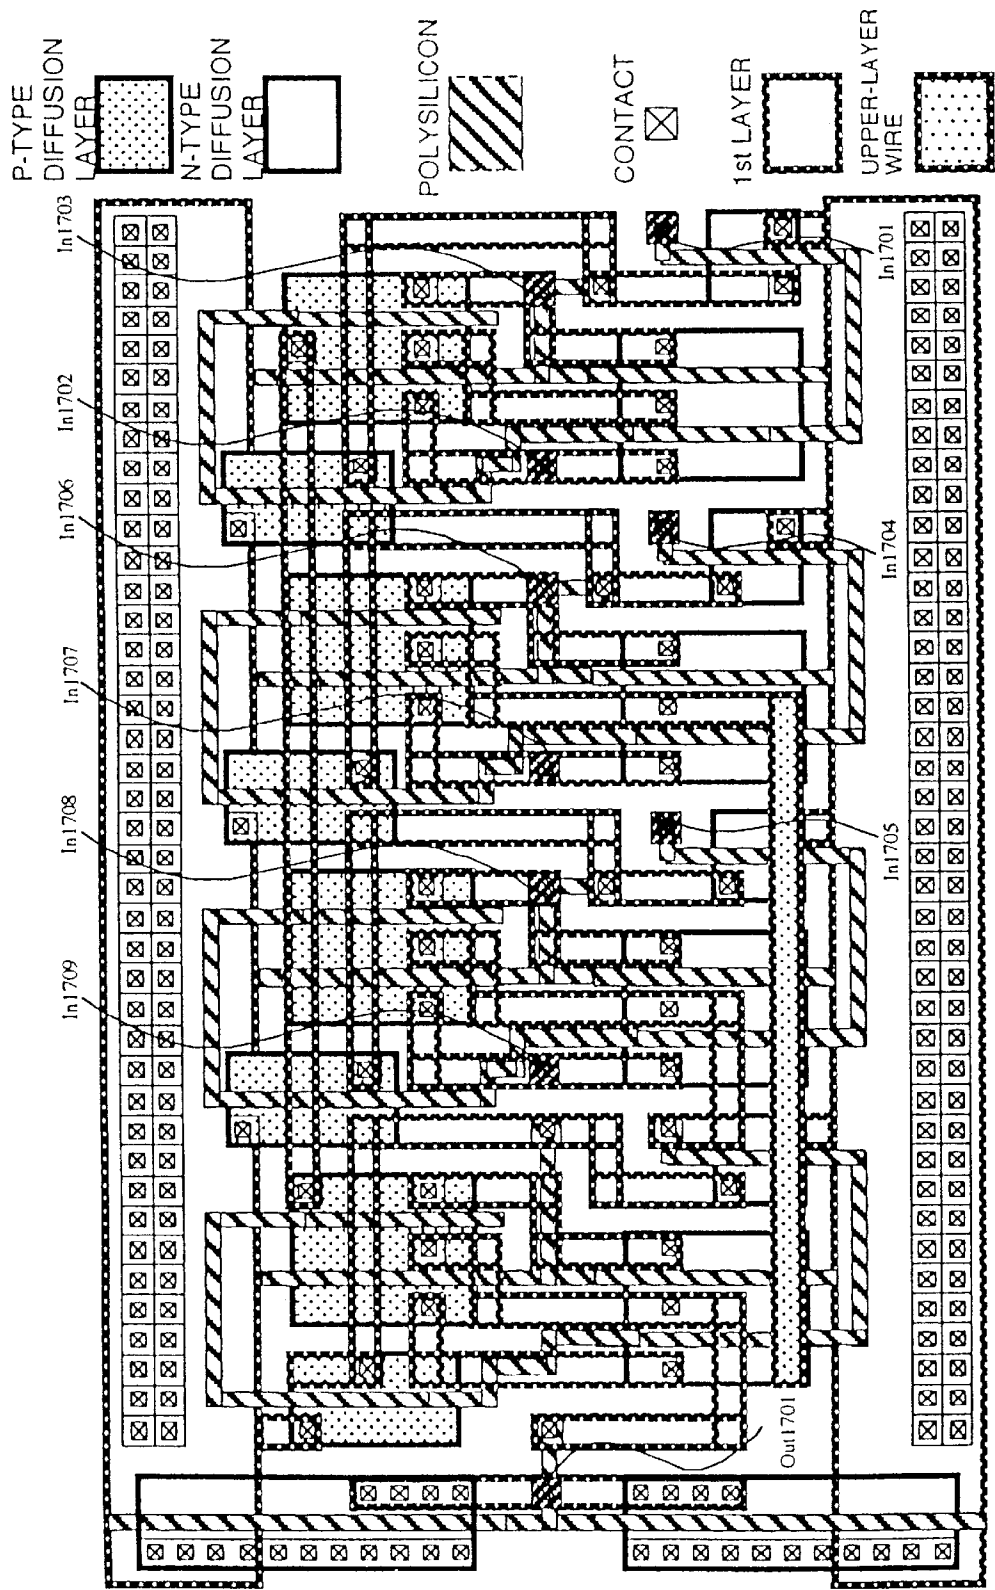 P-TYPE
DIFFUSION
LAYER
N-TYPE
DIFFUSION
LAYER
POLYSILICON
CONTACT
1st LAYER
UPPER-LAYER
WIRE
In1703
In1702
In1706
In1707
In1708
In1709
In1701
In1704
In1705
Out1701